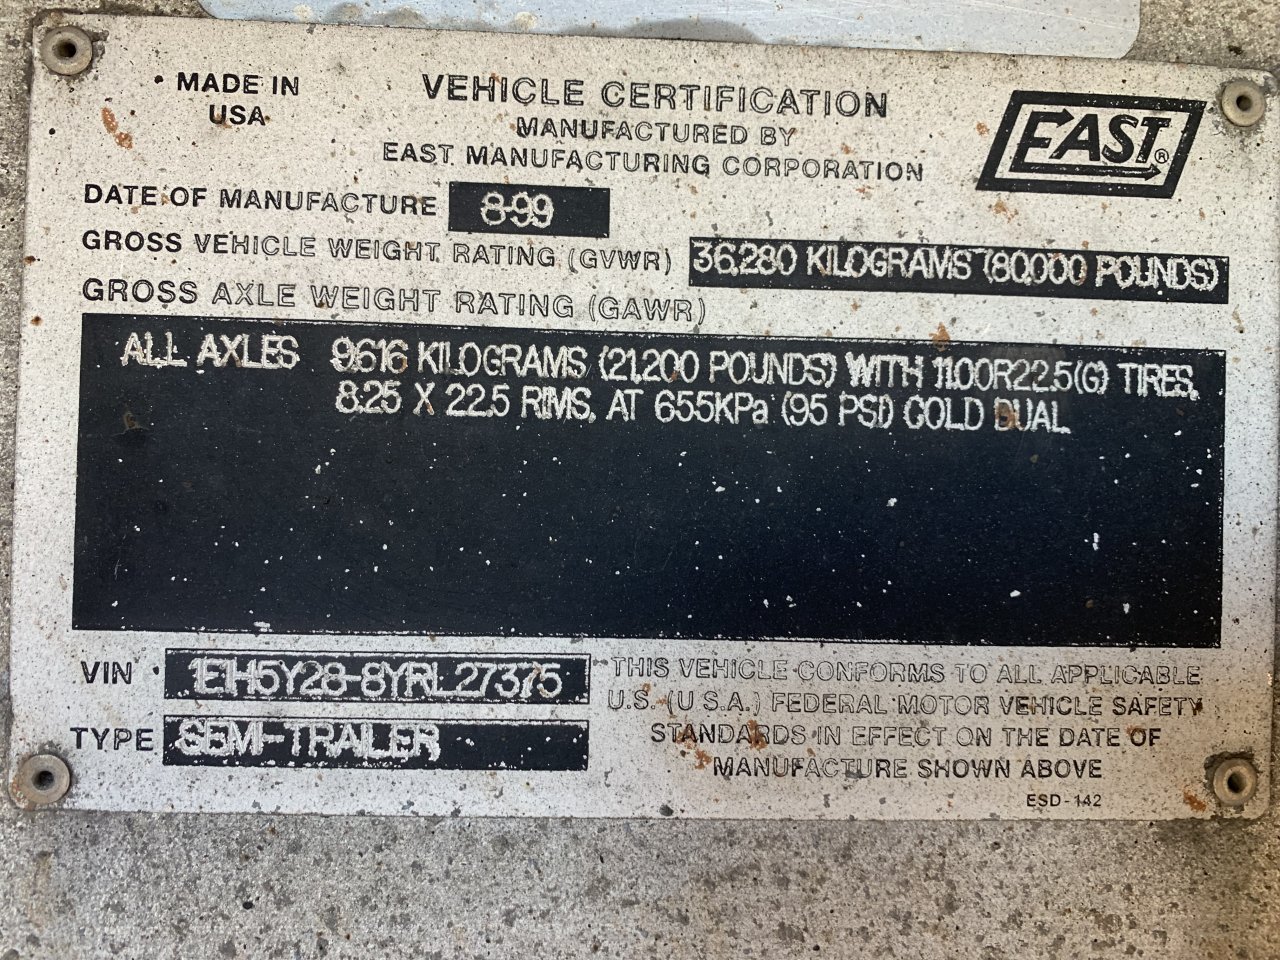 MADE IN
USA
VEHICLE CERTIFICATION
MANUFACTURED BY
EAST MANUFACTURING CORPORATION
EAST®
DATE OF MANUFACTURE 8-99
GROSS VEHICLE WEIGHT RATING (GVWR) 36,280 KILOGRAMS (80,000 POUNDS)
GROSS AXLE WEIGHT RATING (GAWR)
ALL AXLES 9,616 KILOGRAMS (21,200 POUNDS) WITH 11.00R22.5(G) TIRES,
8.25 X 22.5 RIMS, AT 655KPa (95 PSI) COLD DUAL
VIN 1E1H5Y28-8YRL27375
TYPE SEMI-TRAILER
THIS VEHICLE CONFORMS TO ALL APPLICABLE
U.S. (U.S.A.) FEDERAL MOTOR VEHICLE SAFETY
STANDARDS IN EFFECT ON THE DATE OF
MANUFACTURE SHOWN ABOVE
ESD-142